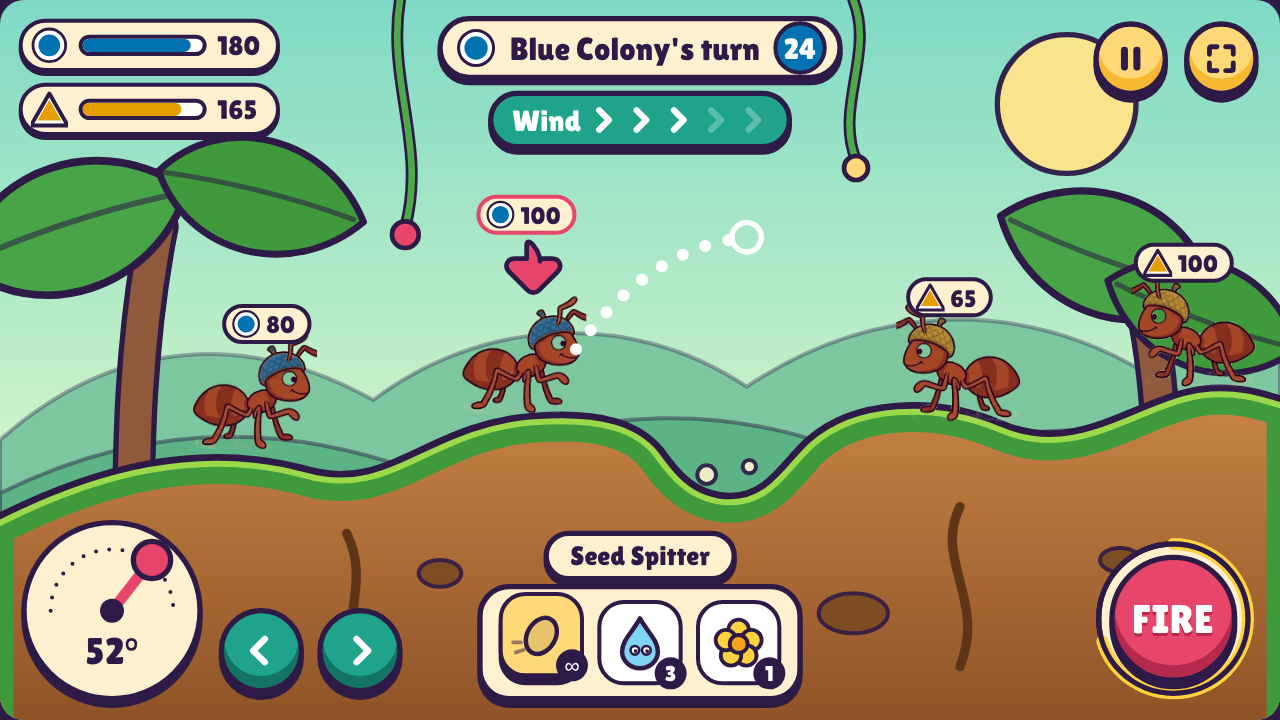 180
Blue Colony's turn 24
165
Wind
100
100
65
80
Seed Spitter
52°
∞
3
1
FIRE